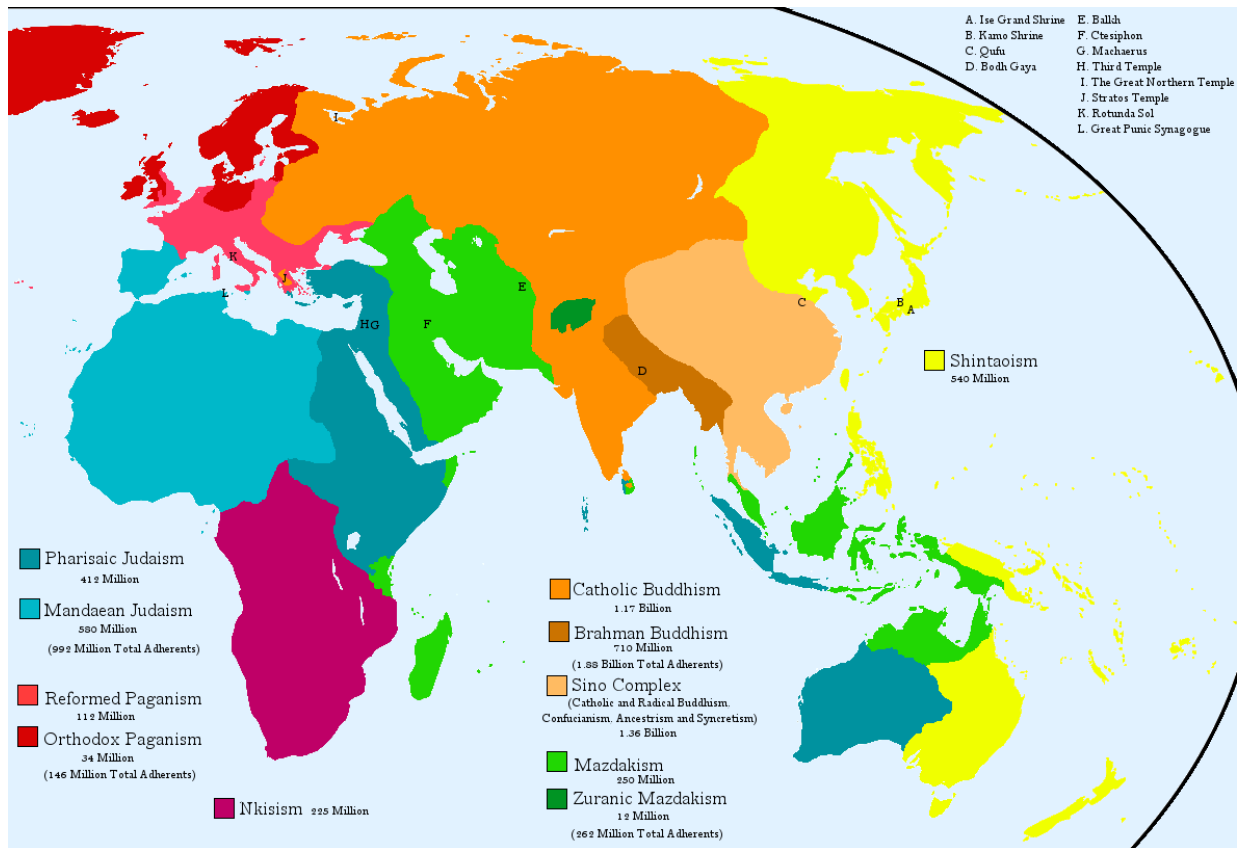 A. Ise Grand Shrine
B. Kamo Shrine
C. Qufu
D. Bodh Gaya
E. Balkh
F. Ctesiphon
G. Machaerus
H. Third Temple
I. The Great Northern Temple
J. Stratos Temple
K. Rotunda Sol
L. Great Punic Synagogue
I
K
J
L
E
C
B
A
H G
F
D
Shintaoism
540 Million
Pharisaic Judaism
412 Million
Mandaean Judaism
580 Million
(992 Million Total Adherents)
Reformed Paganism
112 Million
Orthodox Paganism
34 Million
(146 Million Total Adherents)
Nkisism 225 Million
Catholic Buddhism
1.17 Billion
Brahman Buddhism
710 Million
(1.88 Billion Total Adherents)
Sino Complex
(Catholic and Radical Buddhism,
Confucianism, Ancestrism and Syncretism)
1.36 Billion
Mazdakism
250 Million
Zuranic Mazdakism
12 Million
(262 Million Total Adherents)